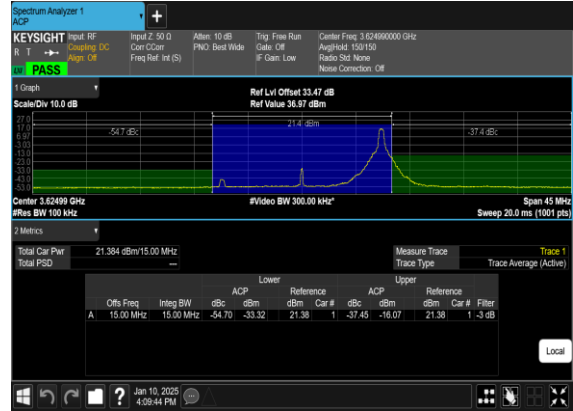 Spectrum Analyzer 1
ACP
KEYSIGHT Input: RF Input Z: 50 Ω Atten: 10 dB Trig: Free Run Center Freq: 3.624990000 GHz
R T Coupling: DC Corr CCorr PNO: Best Wide Gate: Off Avg|Hold: 150/150
Align: Off Freq Ref: Int (S) IF Gain: Low Radio Std: None
LM PASS Noise Correction: Off
1 Graph Ref Lvl Offset 33.47 dB
Scale/Div 10.0 dB Ref Value 36.97 dBm
27.0
17.0 -54.7 dBc 21.4 dBm -37.4 dBc
6.97
-3.03
-13.0
-23.0
-33.0
-43.0
-53.0
Center 3.62499 GHz #Video BW 300.00 kHz* Span 45 MHz
#Res BW 100 kHz Sweep 20.0 ms (1001 pts)
2 Metrics
Total Car Pwr 21.384 dBm/15.00 MHz Measure Trace Trace 1
Total PSD — Trace Type Trace Average (Active)
Lower Upper
ACP Reference ACP Reference
Offs Freq Integ BW dBc dBm dBm Car # dBc dBm dBm Car # Filter
A 15.00 MHz 15.00 MHz -54.70 -33.32 21.38 1 -37.45 -16.07 21.38 1 -3 dB
Local
? Jan 10, 2025
4:09:44 PM